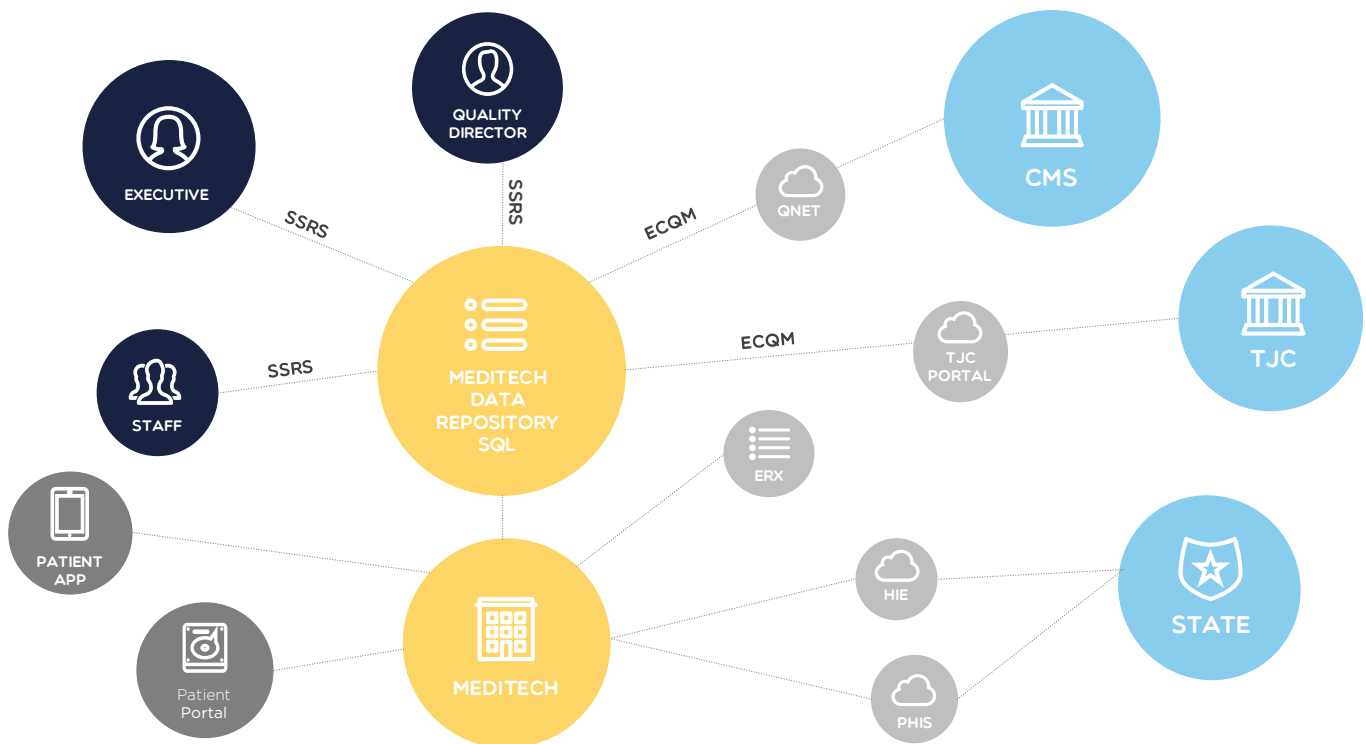 QUALITY
DIRECTOR
EXECUTIVE
CMS
QNET
SSRS
SSRS
ECQM
TJC
TJC
PORTAL
ECQM
SSRS
STAFF
MEDITECH
DATA
REPOSITORY
SQL
ERX
PATIENT
APP
HIE
STATE
MEDITECH
Patient
Portal
PHIS